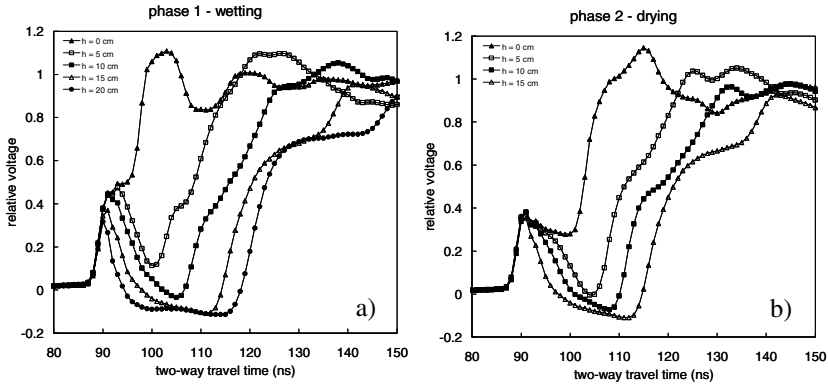 phase 1 - wetting
1.2
1
0.8
0.6
0.4
0.2
0
-0.2
relative voltage
h = 0 cm
h = 5 cm
h = 10 cm
h = 15 cm
h = 20 cm
a)
80 90 100 110 120 130 140 150
two-way travel time (ns)
phase 2 - drying
1.2
1
0.8
0.6
0.4
0.2
0
-0.2
relative voltage
h = 0 cm
h = 5 cm
h = 10 cm
h = 15 cm
b)
80 90 100 110 120 130 140 150
two-way travel time (ns)